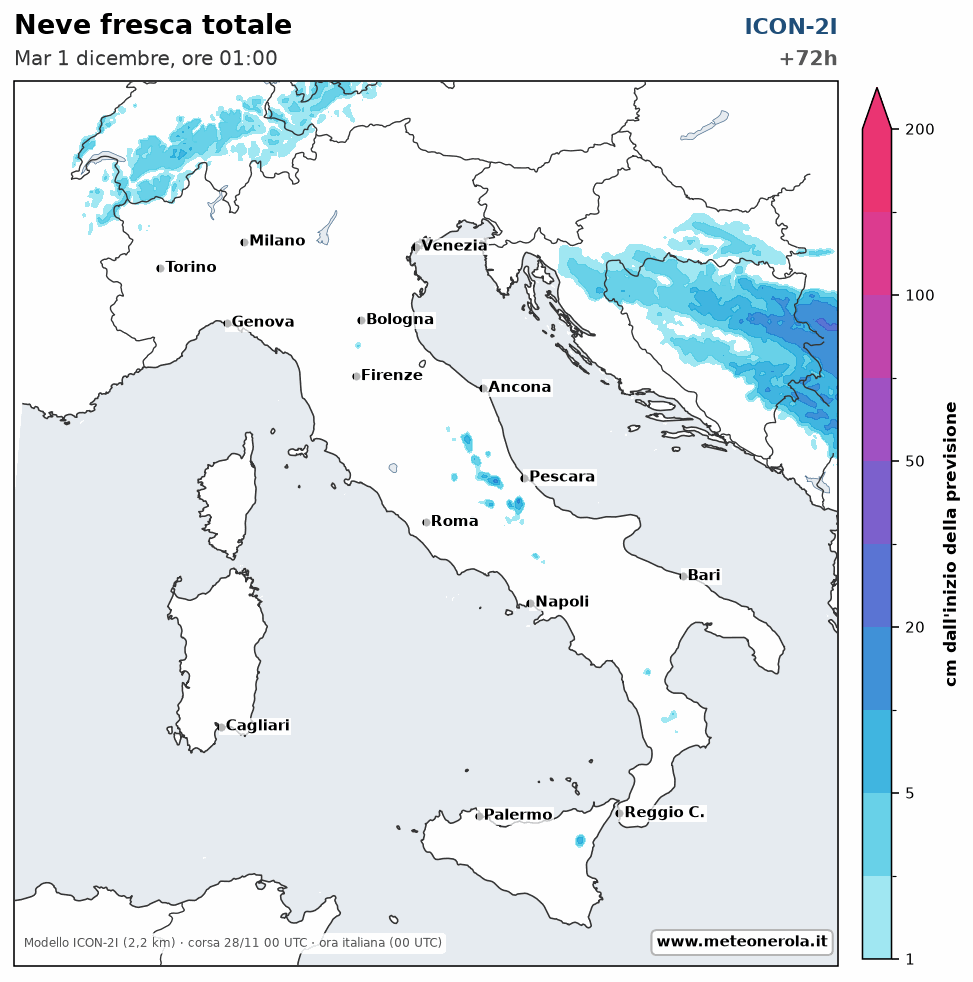 Neve fresca totale
ICON-2I
Mar 1 dicembre, ore 01:00
+72h
200
100
50
20
5
1
cm dall'inizio della previsione
Milano
Venezia
Torino
Genova
Bologna
Firenze
Ancona
Pescara
Roma
Bari
Napoli
Cagliari
Palermo
Reggio C.
Modello ICON-2I (2,2 km) · corsa 28/11 00 UTC · ora italiana (00 UTC)
www.meteonerola.it